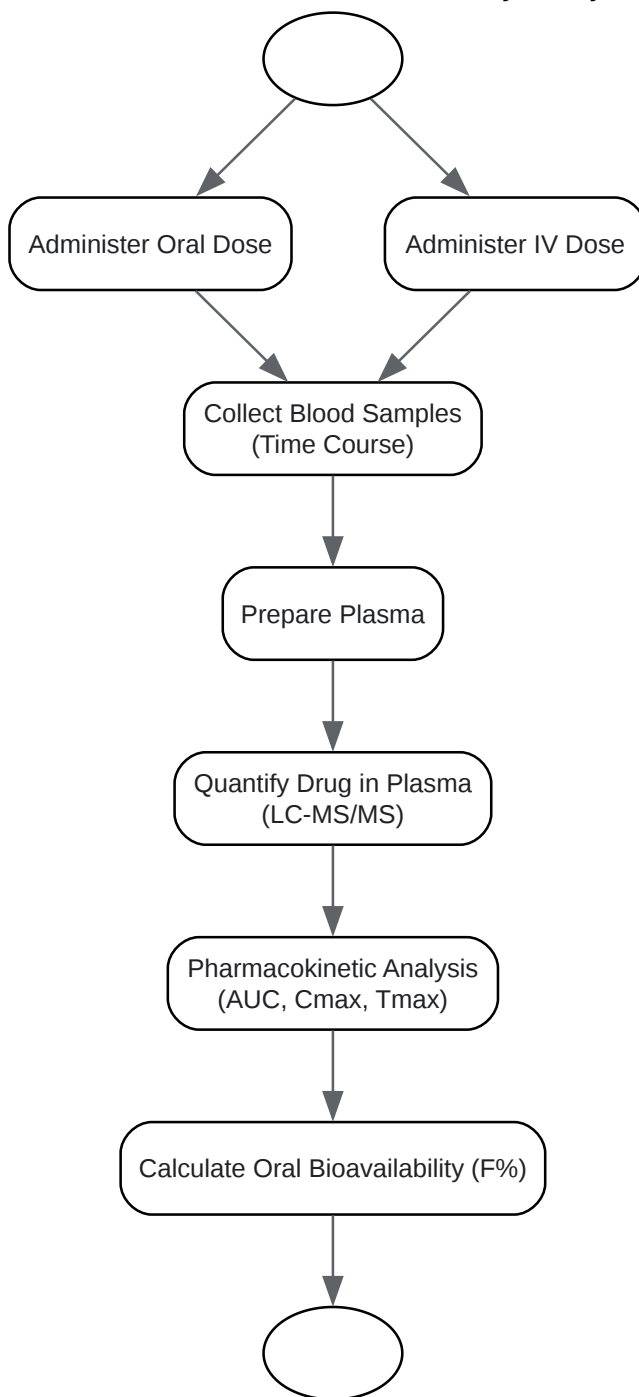 Administer Oral Dose
Administer IV Dose
Collect Blood Samples
(Time Course)
Prepare Plasma
Quantify Drug in Plasma
(LC-MS/MS)
Pharmacokinetic Analysis
(AUC, Cmax, Tmax)
Calculate Oral Bioavailability (F%)